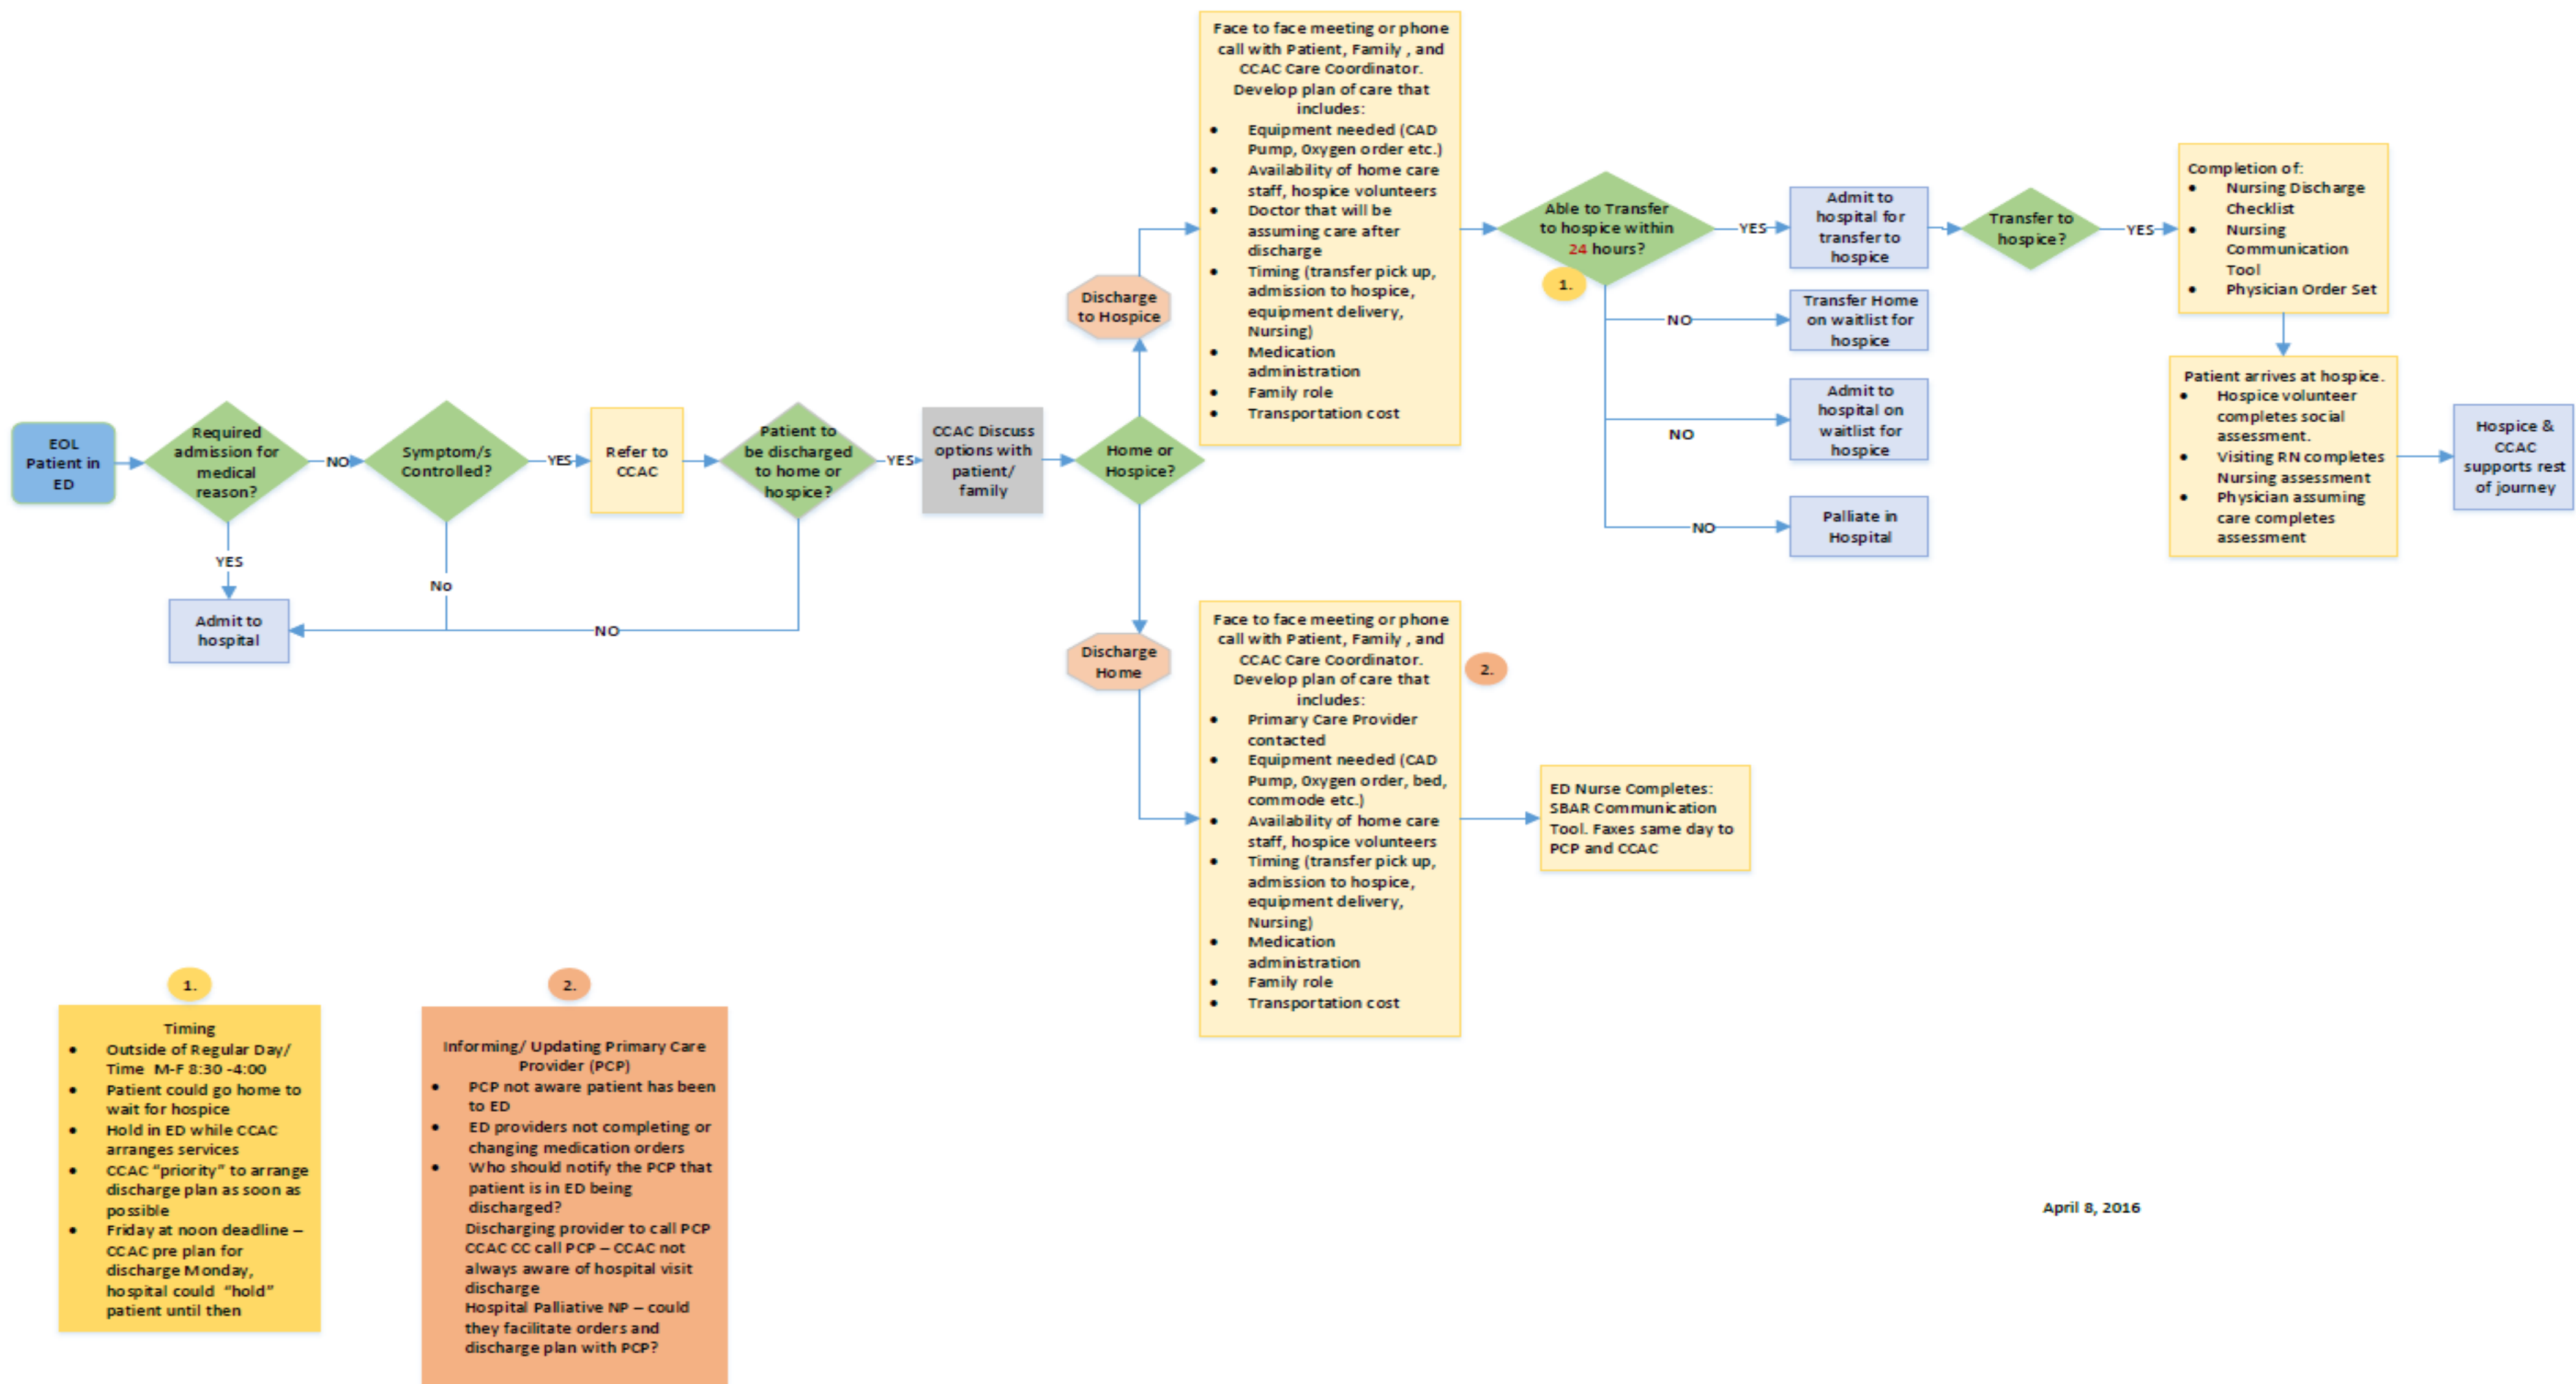 EOL
Patient in
ED
Required
admission for
medical
reason?
NO
YES
Admit to
hospital
Symptom/s
Controlled?
YES
No
Refer to
CCAC
Patient to
be discharged
to home or
hospice?
YES
NO
CCAC Discuss
options with
patient/
family
Home or
Hospice?
Discharge
to Hospice
Face to face meeting or phone
call with Patient, Family , and
CCAC Care Coordinator.
Develop plan of care that
includes:
• Equipment needed (CAD
Pump, Oxygen order etc.)
• Availability of home care
staff, hospice volunteers
• Doctor that will be
assuming care after
discharge
• Timing (transfer pick up,
admission to hospice,
equipment delivery,
Nursing)
• Medication
administration
• Family role
• Transportation cost
Able to Transfer
to hospice within
24 hours?
1.
YES
Admit to
hospital for
transfer to
hospice
NO
Transfer Home
on waitlist for
hospice
NO
Admit to
hospital on
waitlist for
hospice
NO
Palliate in
Hospital
Transfer to
hospice?
YES
Completion of:
• Nursing Discharge
Checklist
• Nursing
Communication
Tool
• Physician Order Set
Patient arrives at hospice.
• Hospice volunteer
completes social
assessment.
• Visiting RN completes
Nursing assessment
• Physician assuming
care completes
assessment
Hospice &
CCAC
supports rest
of journey
Discharge
Home
Face to face meeting or phone
call with Patient, Family , and
CCAC Care Coordinator.
Develop plan of care that
includes:
• Primary Care Provider
contacted
• Equipment needed (CAD
Pump, Oxygen order, bed,
commode etc.)
• Availability of home care
staff, hospice volunteers
• Timing (transfer pick up,
admission to hospice,
equipment delivery,
Nursing)
• Medication
administration
• Family role
• Transportation cost
2.
ED Nurse Completes:
SBAR Communication
Tool. Faxes same day to
PCP and CCAC
1.
Timing
• Outside of Regular Day/
Time M-F 8:30 -4:00
• Patient could go home to
wait for hospice
• Hold in ED while CCAC
arranges services
• CCAC “priority” to arrange
discharge plan as soon as
possible
• Friday at noon deadline –
CCAC pre plan for
discharge Monday,
hospital could “hold”
patient until then
2.
Informing/ Updating Primary Care
Provider (PCP)
• PCP not aware patient has been
to ED
• ED providers not completing or
changing medication orders
• Who should notify the PCP that
patient is in ED being
discharged?
Discharging provider to call PCP
CCAC CC call PCP – CCAC not
always aware of hospital visit
discharge
Hospital Palliative NP – could
they facilitate orders and
discharge plan with PCP?
April 8, 2016